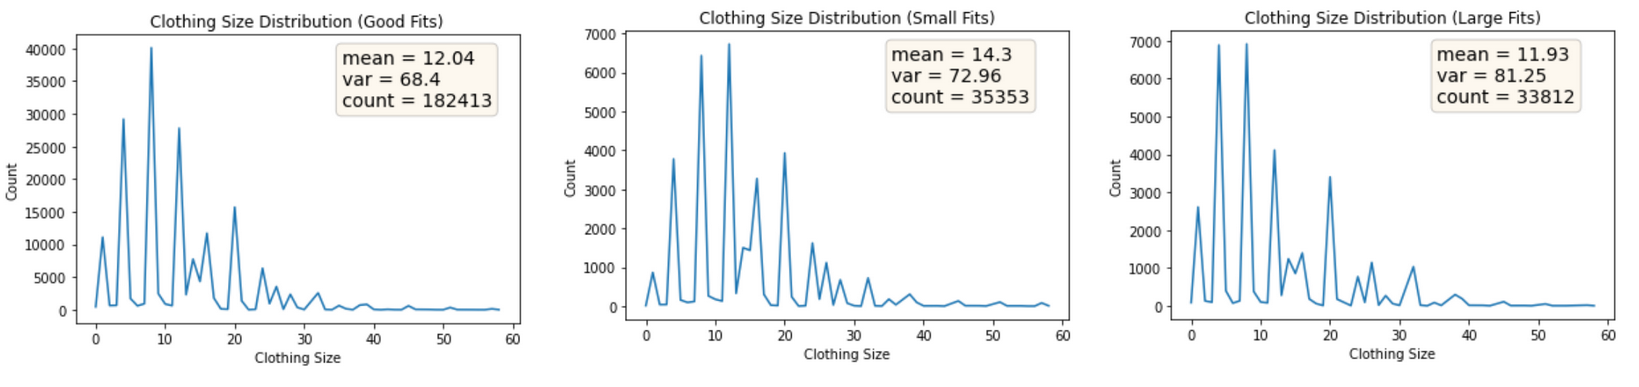 Clothing Size Distribution (Good Fits)
mean = 12.04
var = 68.4
count = 182413
40000
35000
30000
25000
20000
15000
10000
5000
0
Count
0 10 20 30 40 50 60
Clothing Size
Clothing Size Distribution (Small Fits)
mean = 14.3
var = 72.96
count = 35353
7000
6000
5000
4000
3000
2000
1000
0
Count
0 10 20 30 40 50 60
Clothing Size
Clothing Size Distribution (Large Fits)
mean = 11.93
var = 81.25
count = 33812
7000
6000
5000
4000
3000
2000
1000
0
Count
0 10 20 30 40 50 60
Clothing Size